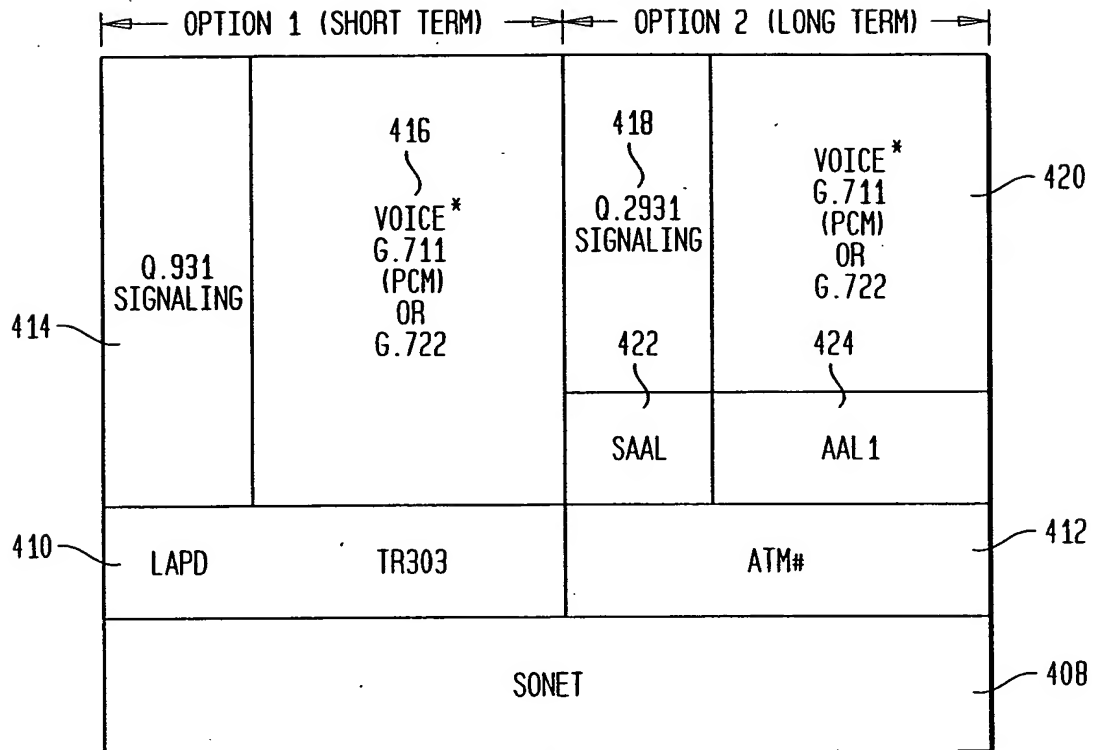 OPTION 1 (SHORT TERM) OPTION 2 (LONG TERM)
416
VOICE*
G.711
(PCM)
OR
G.722
Q.931
SIGNALING
414
418
Q.2931
SIGNALING
422
VOICE*
G.711
(PCM)
OR
G.722
420
424
SAAL
AAL1
410
LAPD TR303
ATM#
412
SONET
408